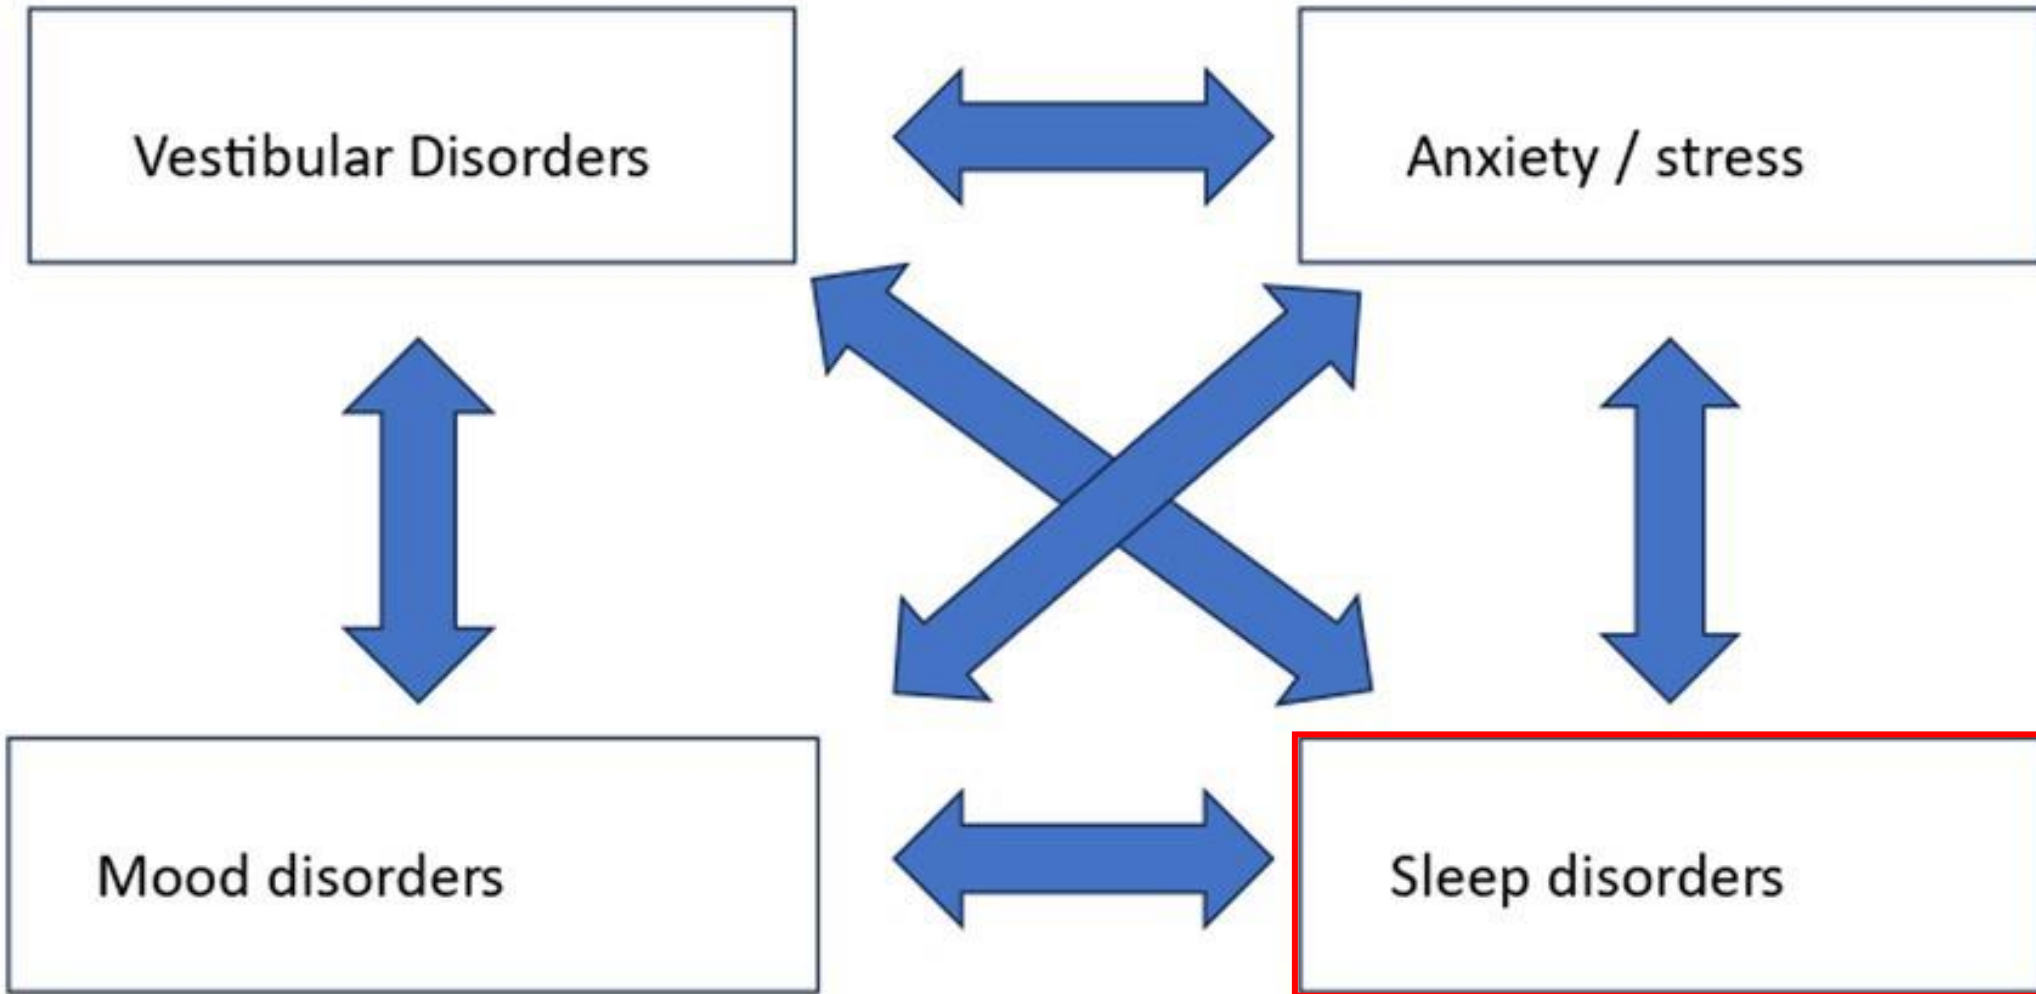 Vestibular Disorders
Anxiety / stress
Mood disorders
Sleep disorders